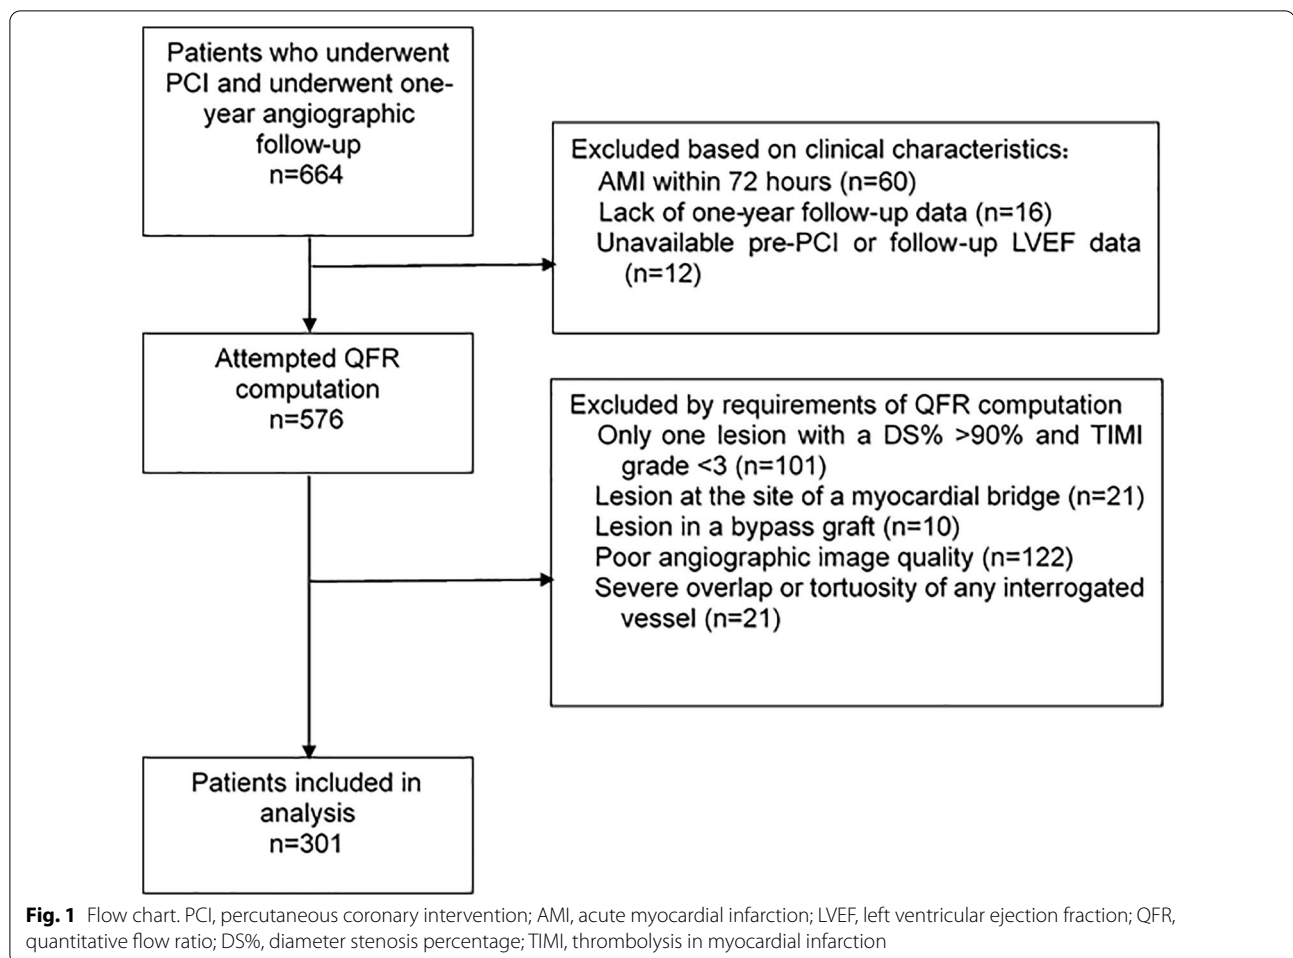 Patients who underwent
PCI and underwent one-
year angiographic
follow-up
n=664
Excluded based on clinical characteristics:
AMI within 72 hours (n=60)
Lack of one-year follow-up data (n=16)
Unavailable pre-PCI or follow-up LVEF data
(n=12)
Attempted QFR
computation
n=576
Excluded by requirements of QFR computation
Only one lesion with a DS% >90% and TIMI
grade <3 (n=101)
Lesion at the site of a myocardial bridge (n=21)
Lesion in a bypass graft (n=10)
Poor angiographic image quality (n=122)
Severe overlap or tortuosity of any interrogated
vessel (n=21)
Patients included in
analysis
n=301
Fig. 1 Flow chart. PCI, percutaneous coronary intervention; AMI, acute myocardial infarction; LVEF, left ventricular ejection fraction; QFR,
quantitative flow ratio; DS%, diameter stenosis percentage; TIMI, thrombolysis in myocardial infarction